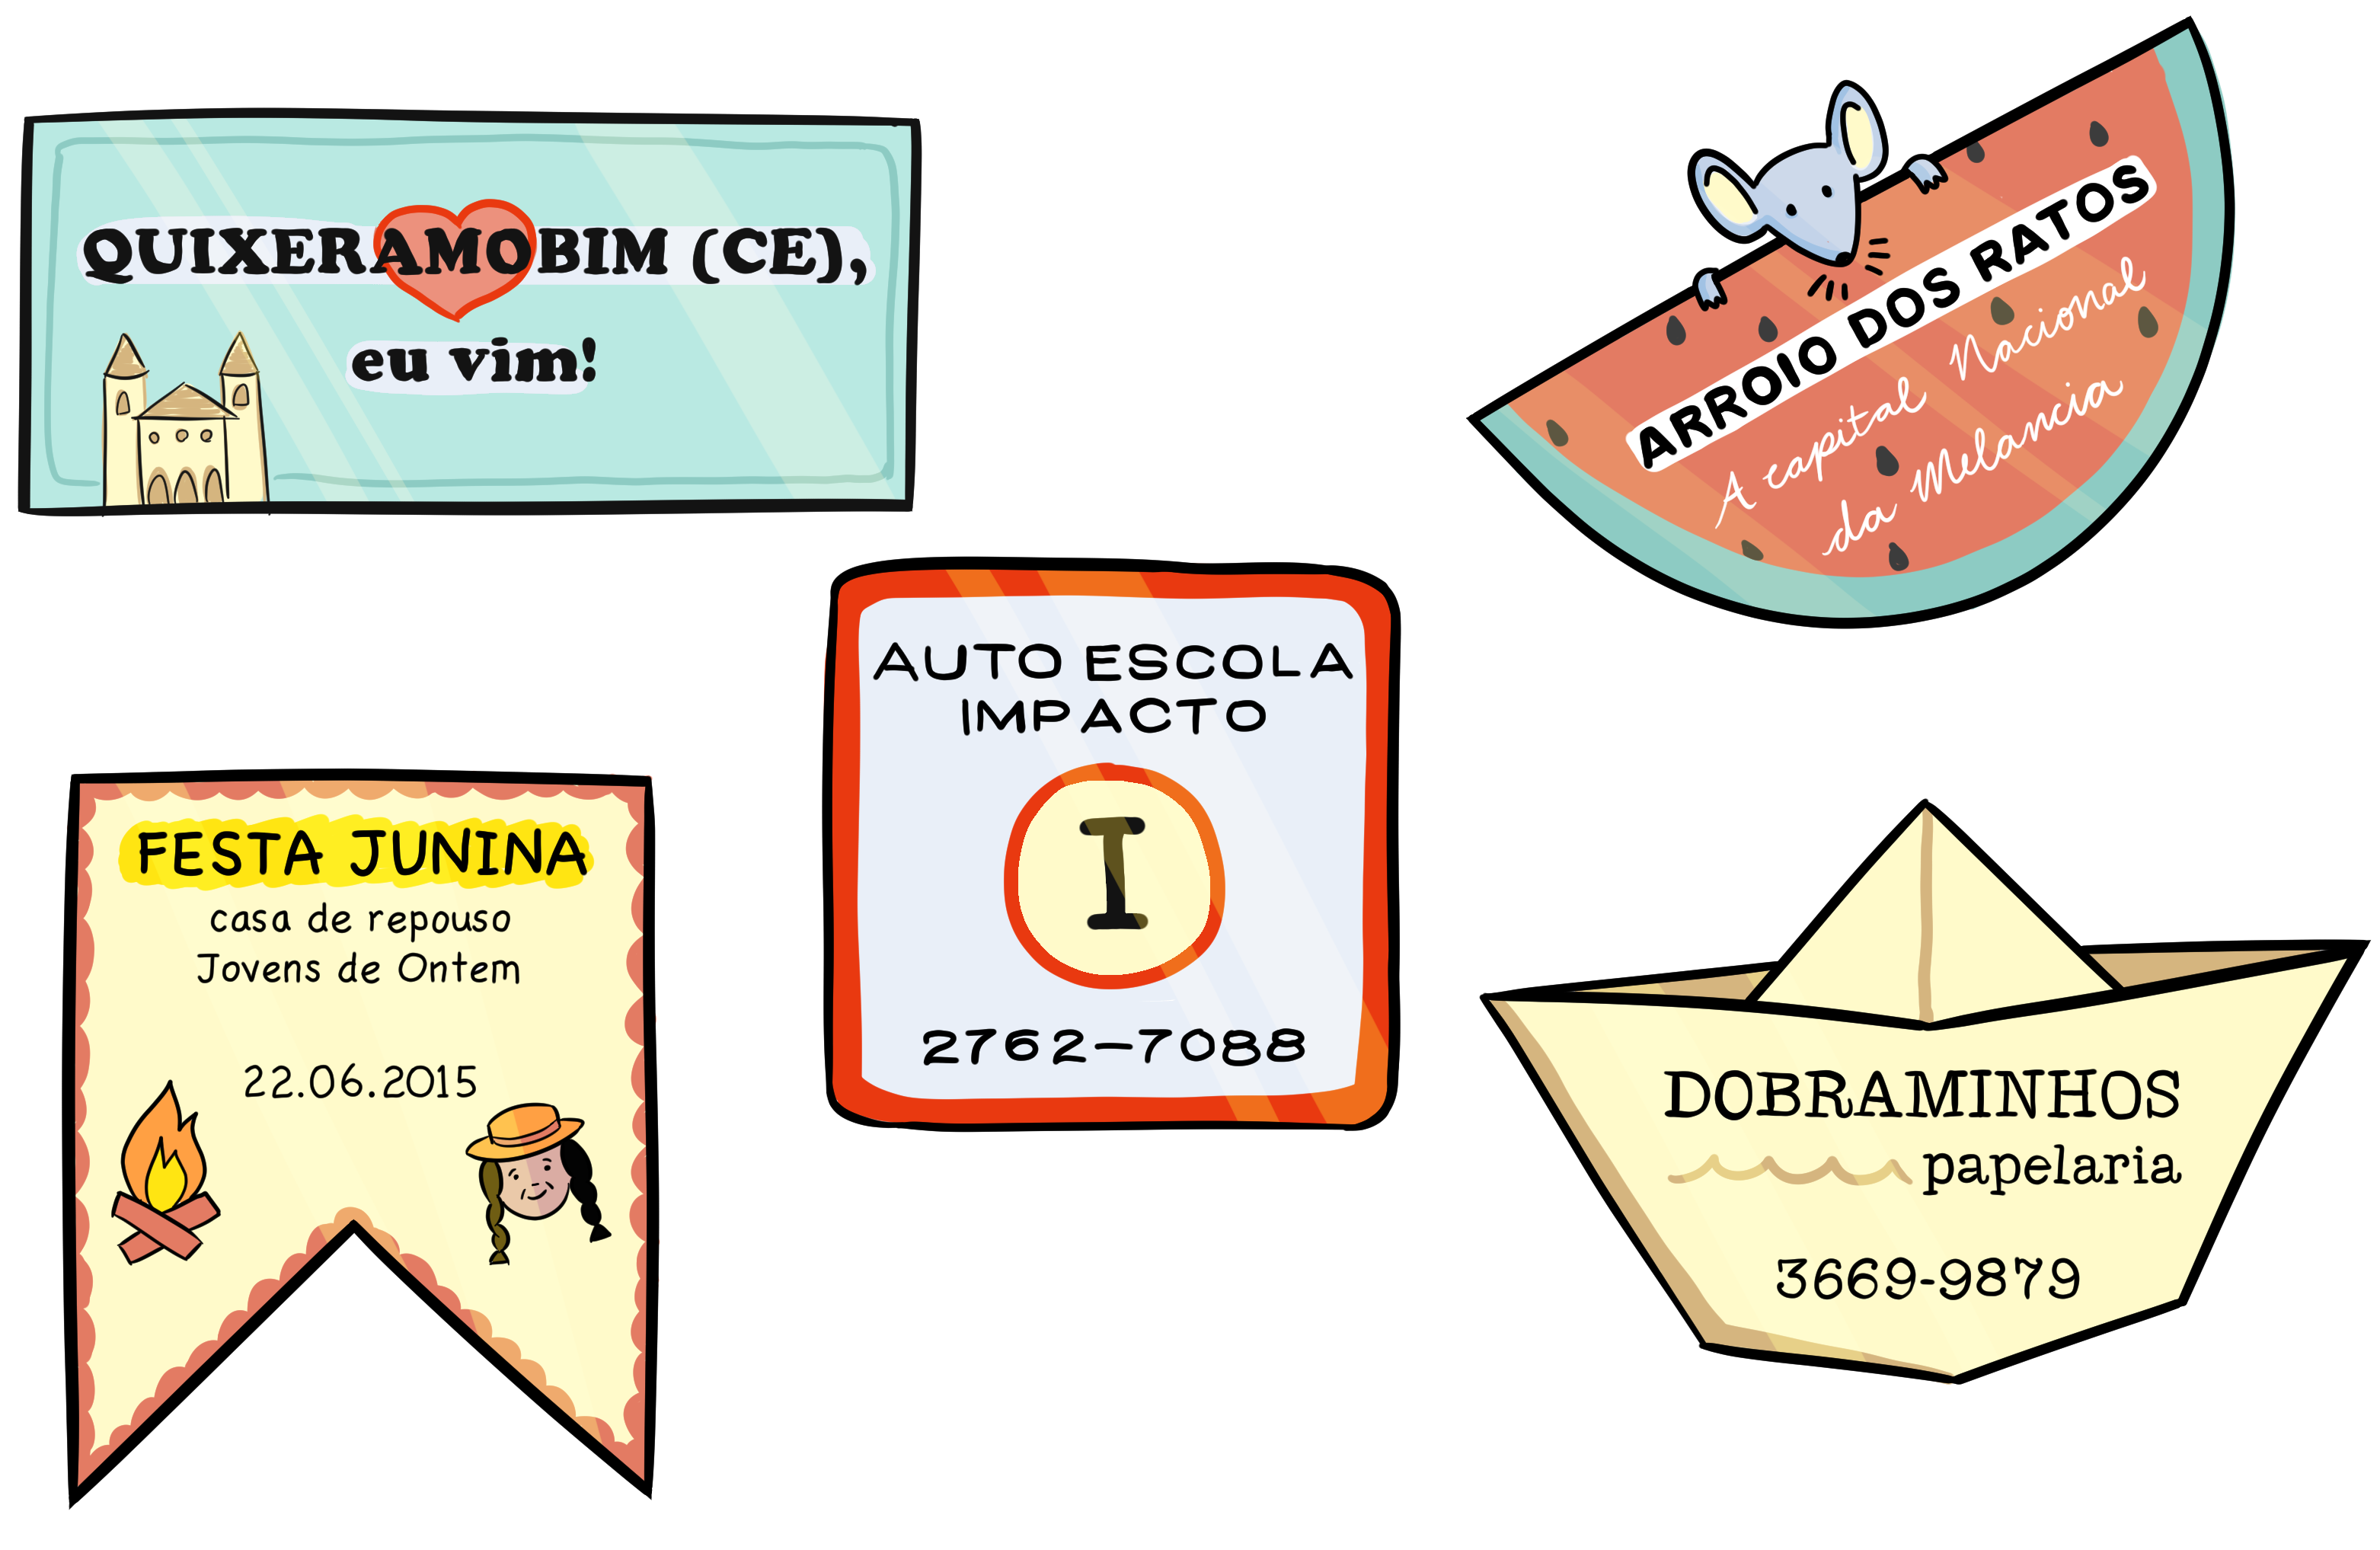 QUIXERAMOBIM (CE),
eu vim!
ARROIO DOS RATOS
A capital Nacional
da Melancia
AUTO ESCOLA
IMPACTO
I
2762-7088
FESTA JUNINA
casa de repouso
Jovens de Ontem
22.06.2015
DOBRAMINHOS
papelaria
3669-9879